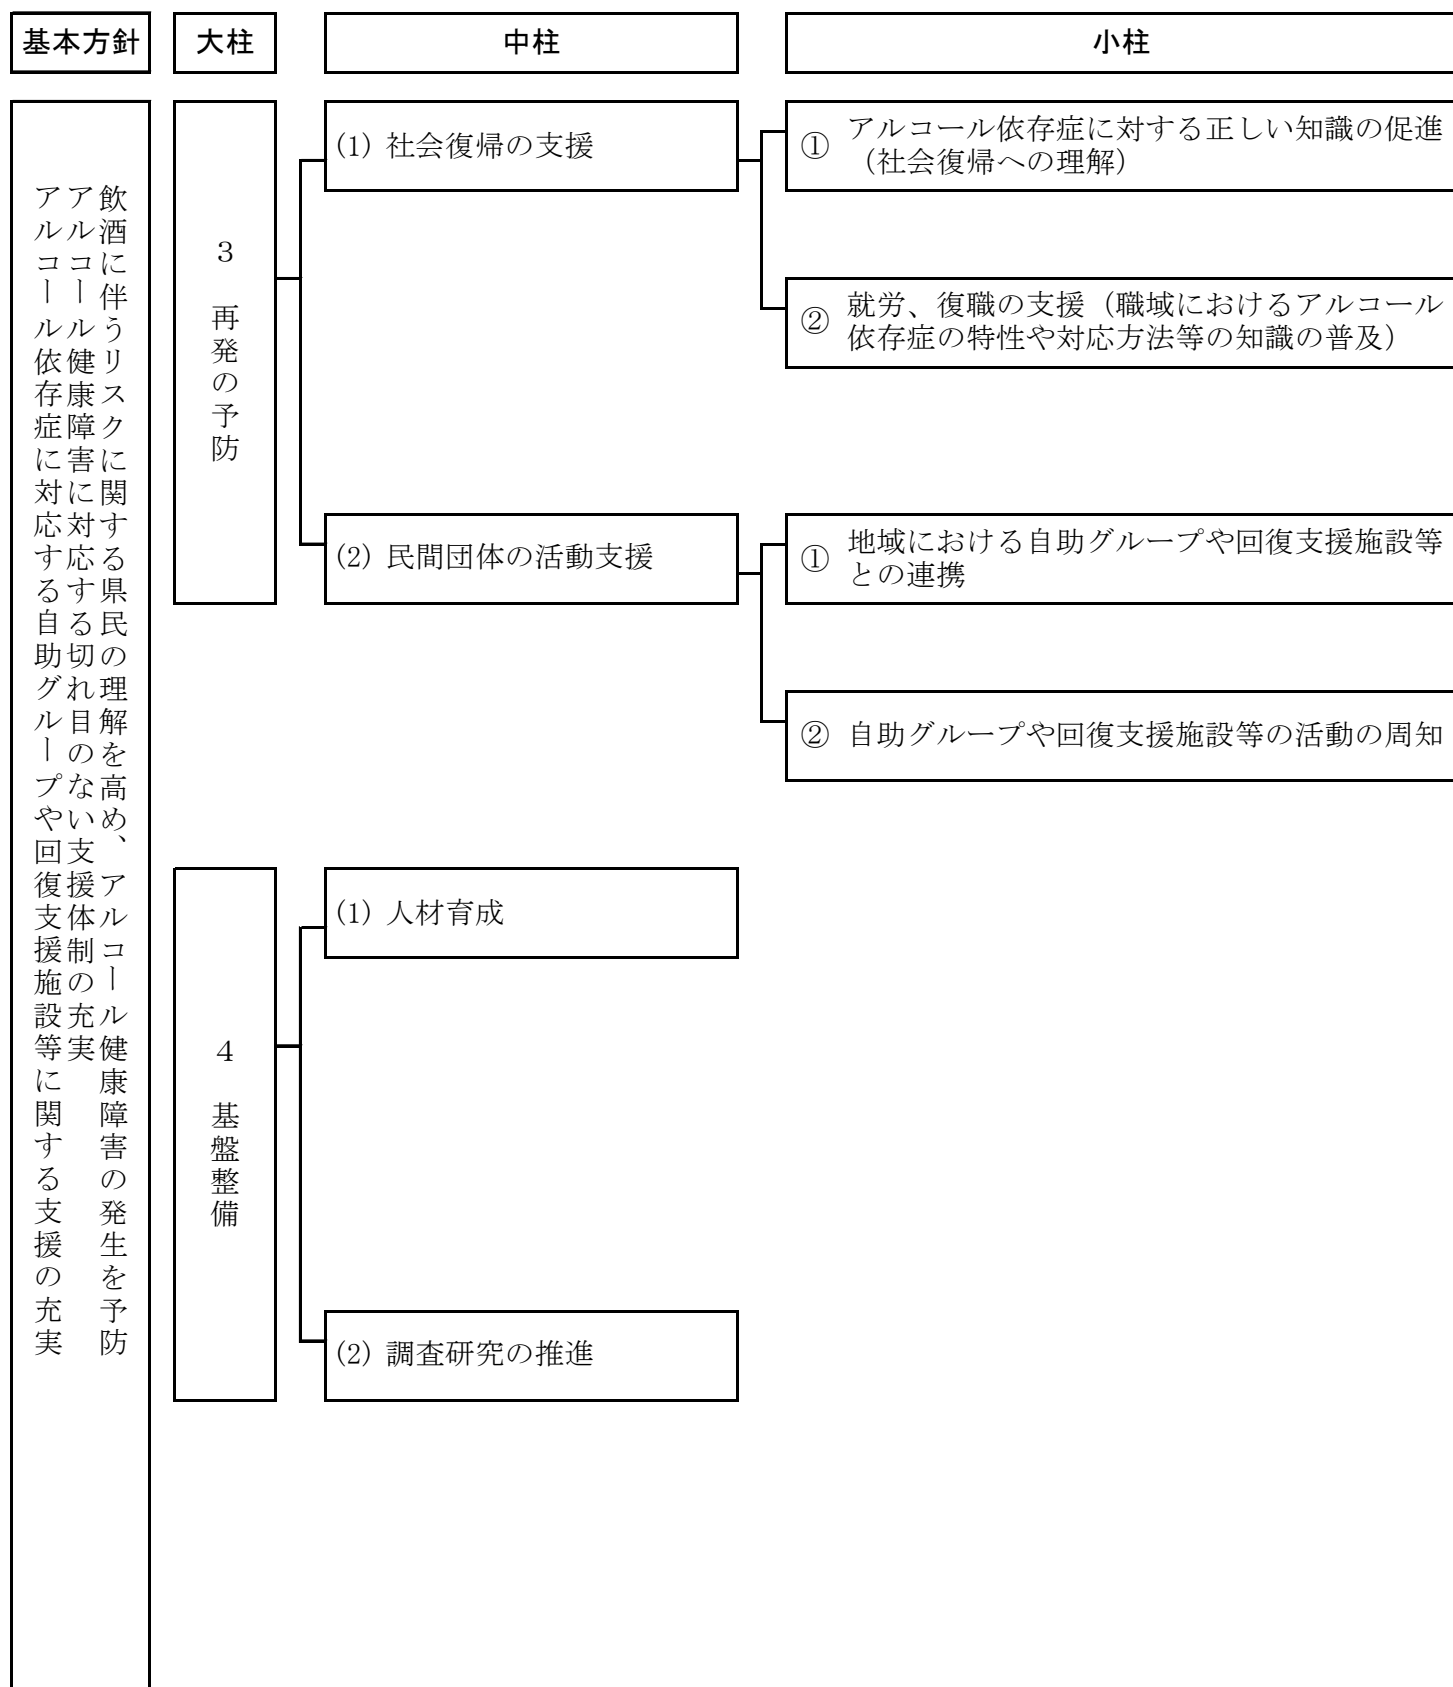 基本方針
大柱
中柱
小柱
飲酒に伴うリスクに関する県民の理解を高め、アルコール健康障害の発生を予防
アルコール健康障害に対応する切れ目のない支援体制の充実
アルコール依存症に対応する自助グループや回復支援施設等に関する支援の充実
３　再発の予防
(1) 社会復帰の支援
① アルコール依存症に対する正しい知識の促進
（社会復帰への理解）
② 就労、復職の支援（職域におけるアルコール
依存症の特性や対応方法等の知識の普及）
(2) 民間団体の活動支援
① 地域における自助グループや回復支援施設等
との連携
② 自助グループや回復支援施設等の活動の周知
４　基盤整備
(1) 人材育成
(2) 調査研究の推進